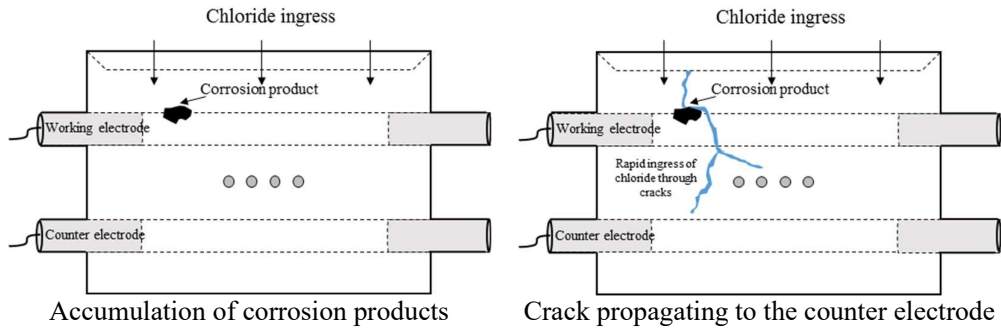 Chloride ingress
Corrosion product
Working electrode
Counter electrode
Accumulation of corrosion products
Chloride ingress
Corrosion product
Working electrode
Rapid ingress of
chloride through
cracks
Counter electrode
Crack propagating to the counter electrode